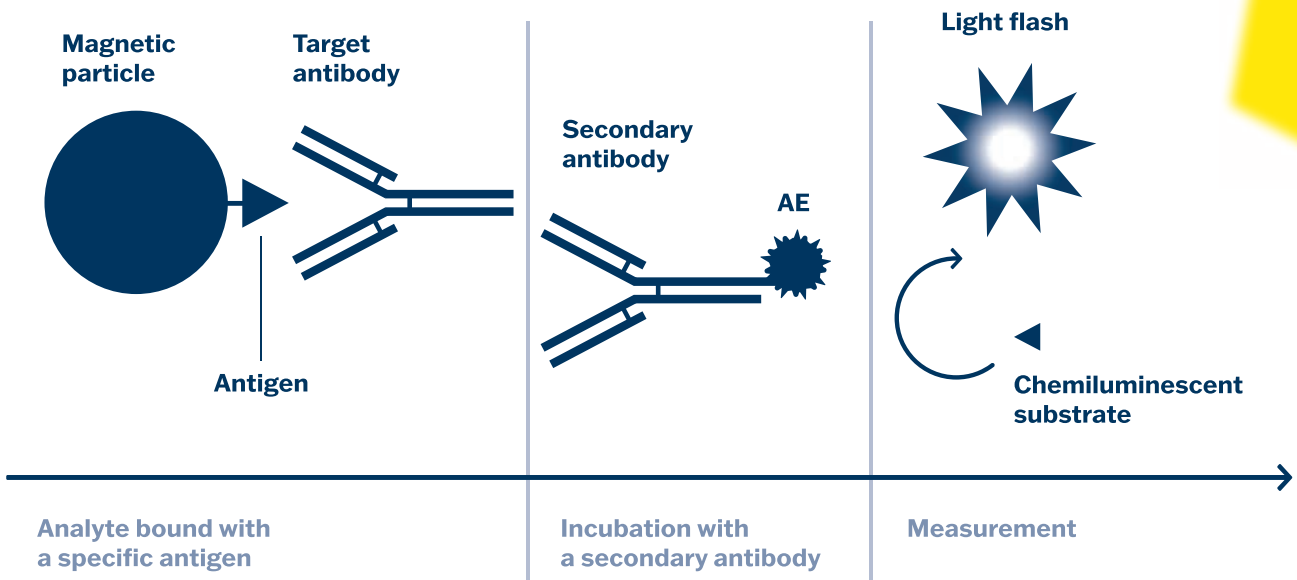 Magnetic
particle
Target
antibody
Antigen
Secondary
antibody
AE
Light flash
Chemiluminescent
substrate
Analyte bound with
a specific antigen
Incubation with
a secondary antibody
Measurement